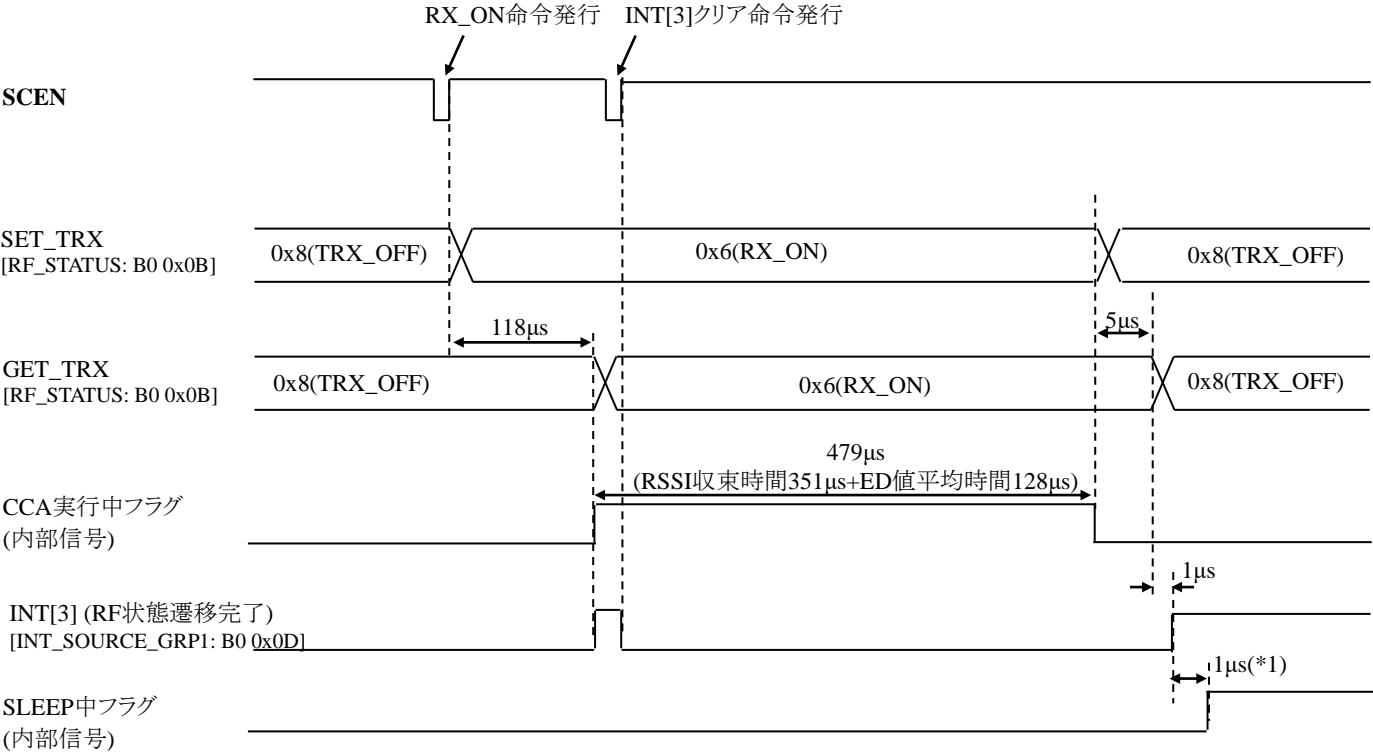 RX_ON命令発行 INT[3]クリア命令発行
SCEN
SET_TRX
[RF_STATUS: B0 0x0B]
0x8(TRX_OFF) 0x6(RX_ON) 0x8(TRX_OFF)
118μs 5μs
GET_TRX
[RF_STATUS: B0 0x0B]
0x8(TRX_OFF) 0x6(RX_ON) 0x8(TRX_OFF)
479μs
(RSSI収束時間351μs+ED値平均時間128μs)
CCA実行中フラグ
(内部信号)
1μs
INT[3] (RF状態遷移完了)
[INT_SOURCE_GRP1: B0 0x0D]
1μs(*1)
SLEEP中フラグ
(内部信号)